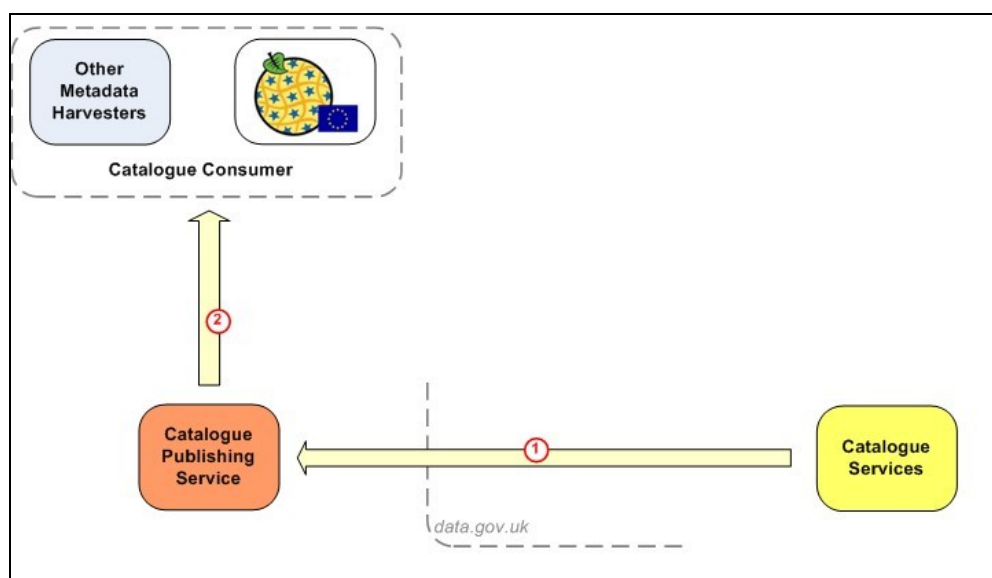 Other
Metadata
Harvesters
Catalogue Consumer
2
Catalogue
Publishing
Service
1
Catalogue
Services
data.gov.uk